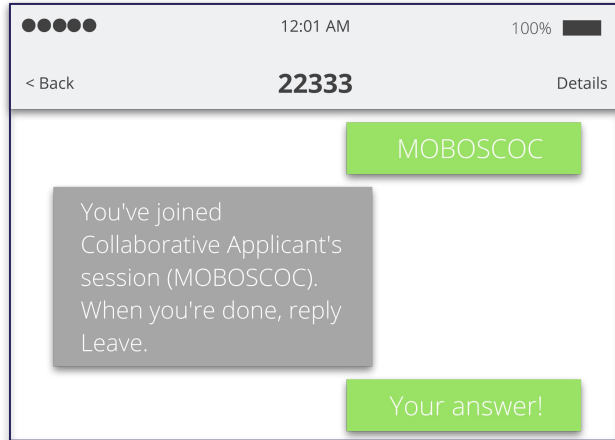 12:01 AM
100%
< Back
22333
Details
MOBOSCOC
You've joined
Collaborative Applicant's
session (MOBOSCOC).
When you're done, reply
Leave.
Your answer!